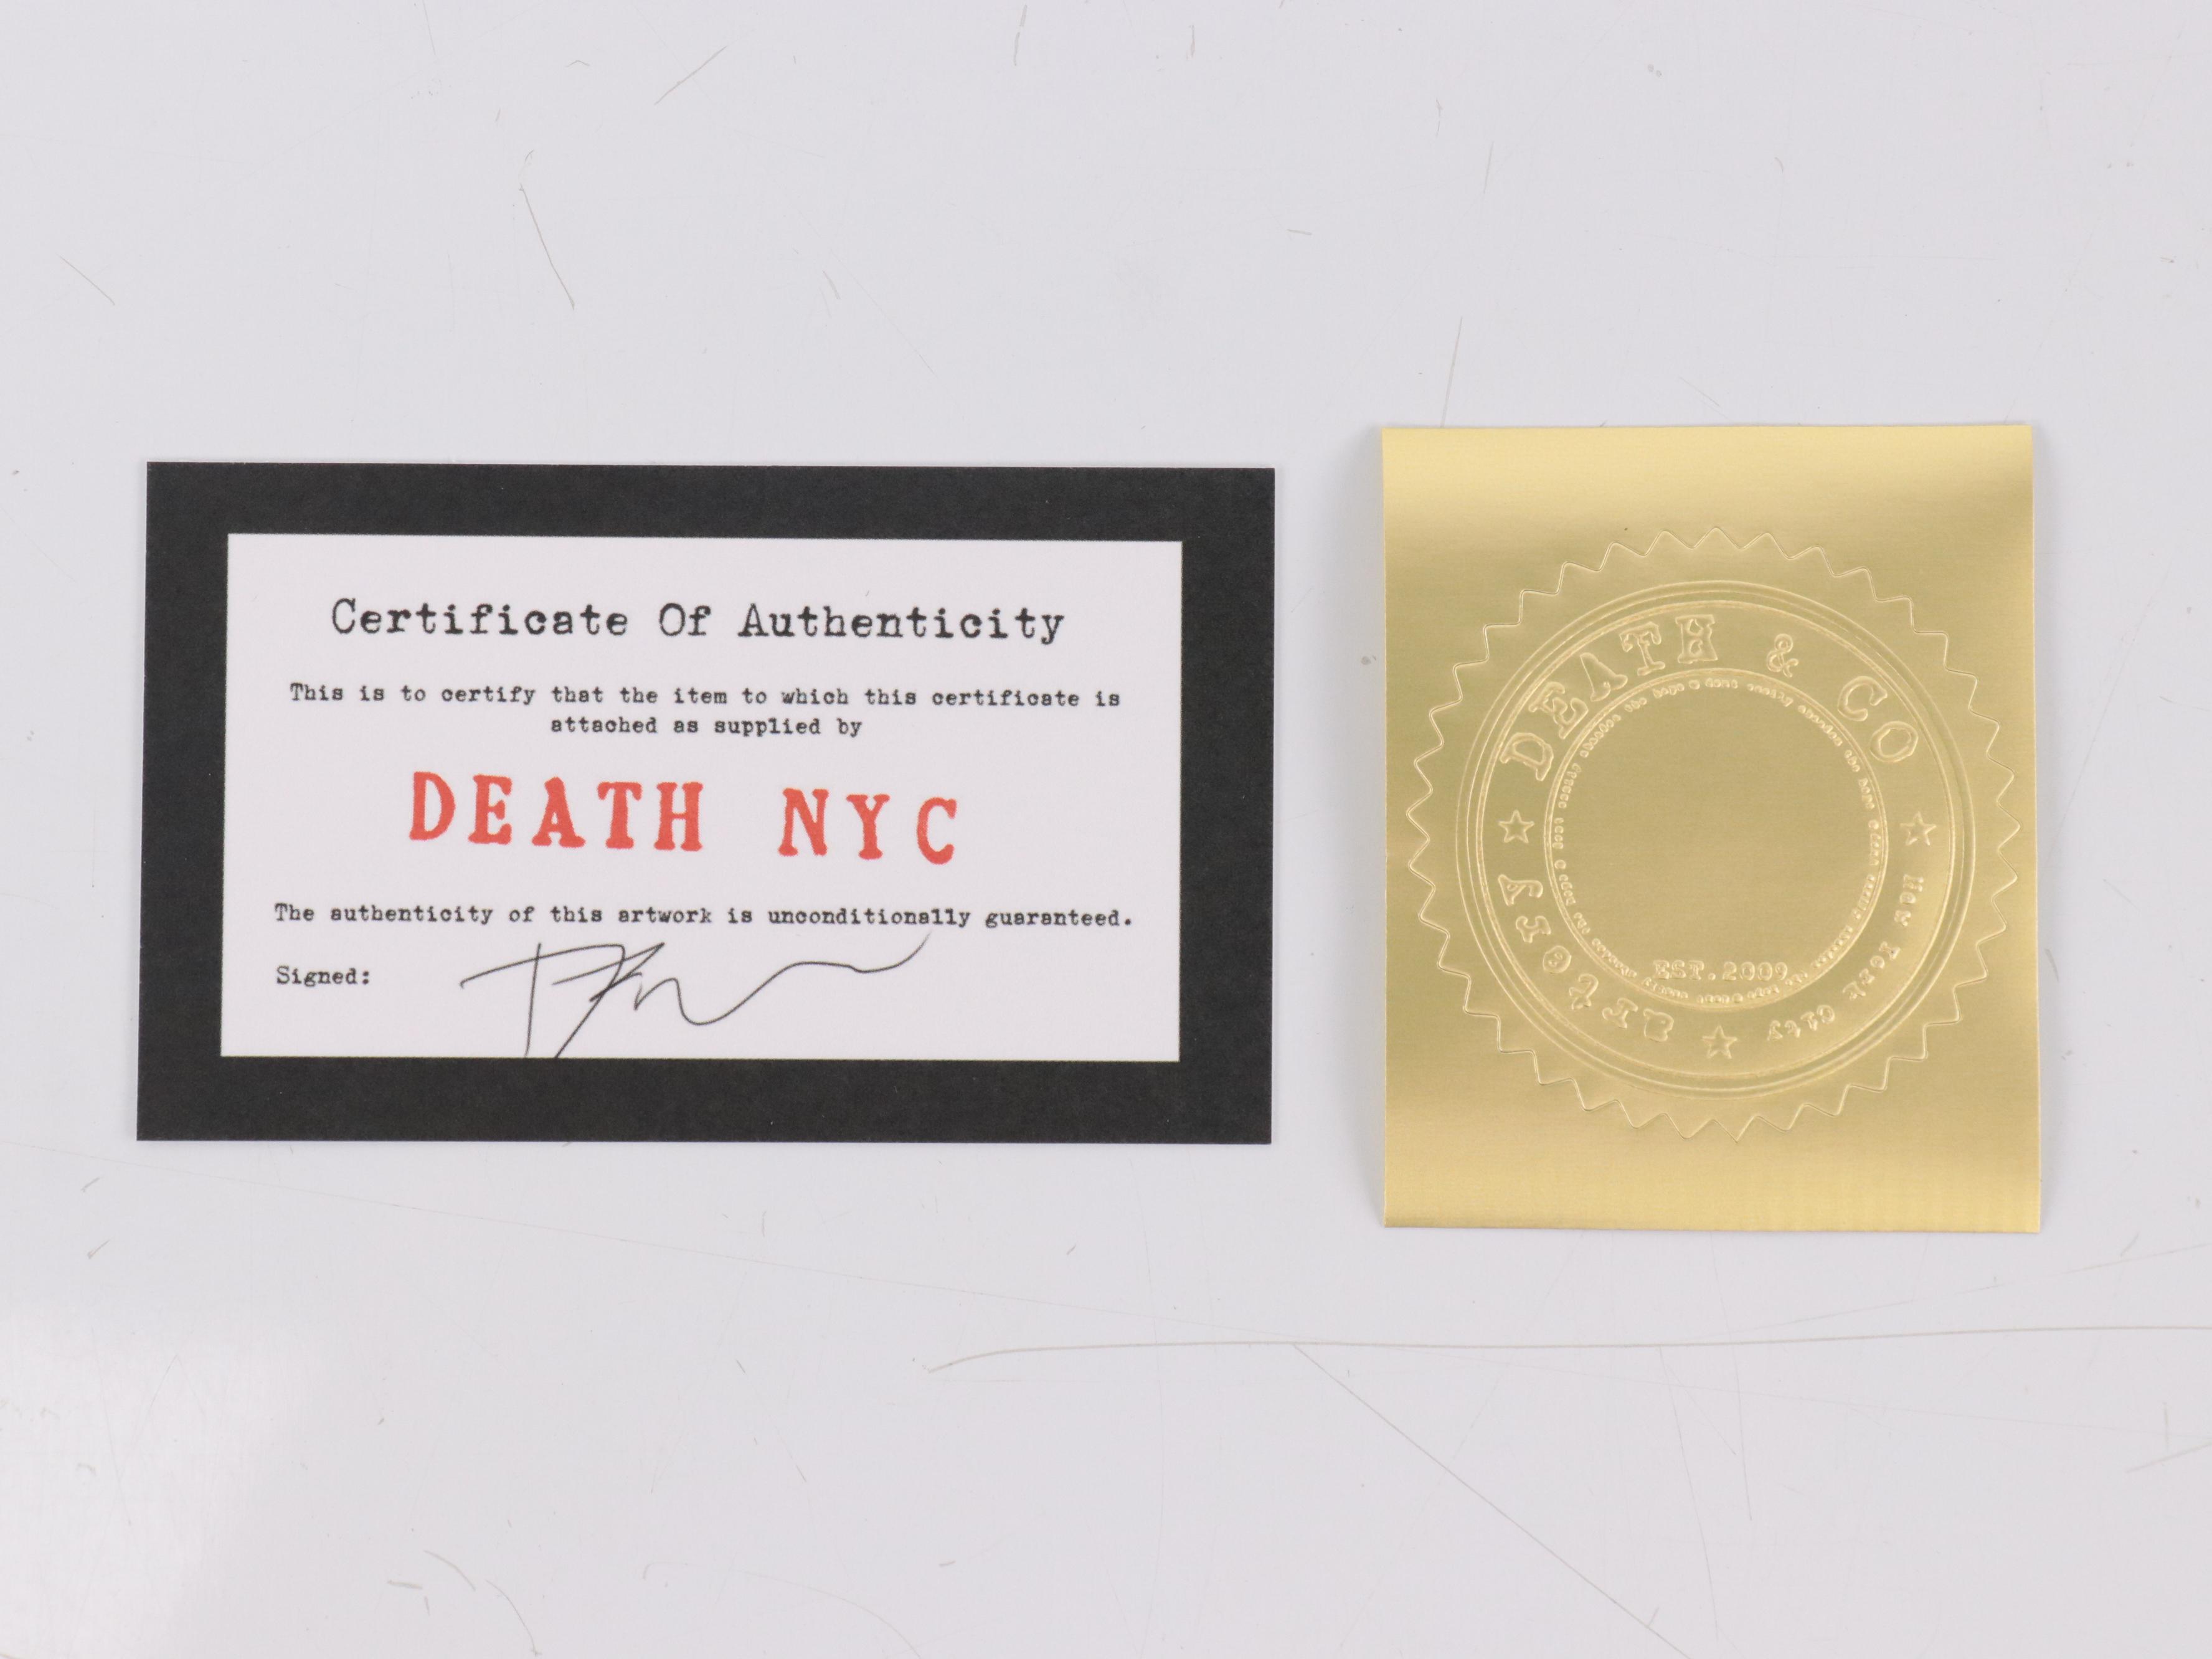 Certificate Of Authenticity
This is to certify that the item to which this certificate is
attached as supplied by
DEATH NYC
The authenticity of this artwork is unconditionally guaranteed.
Signed:
DEATH & CO
New York City
EST. 2009